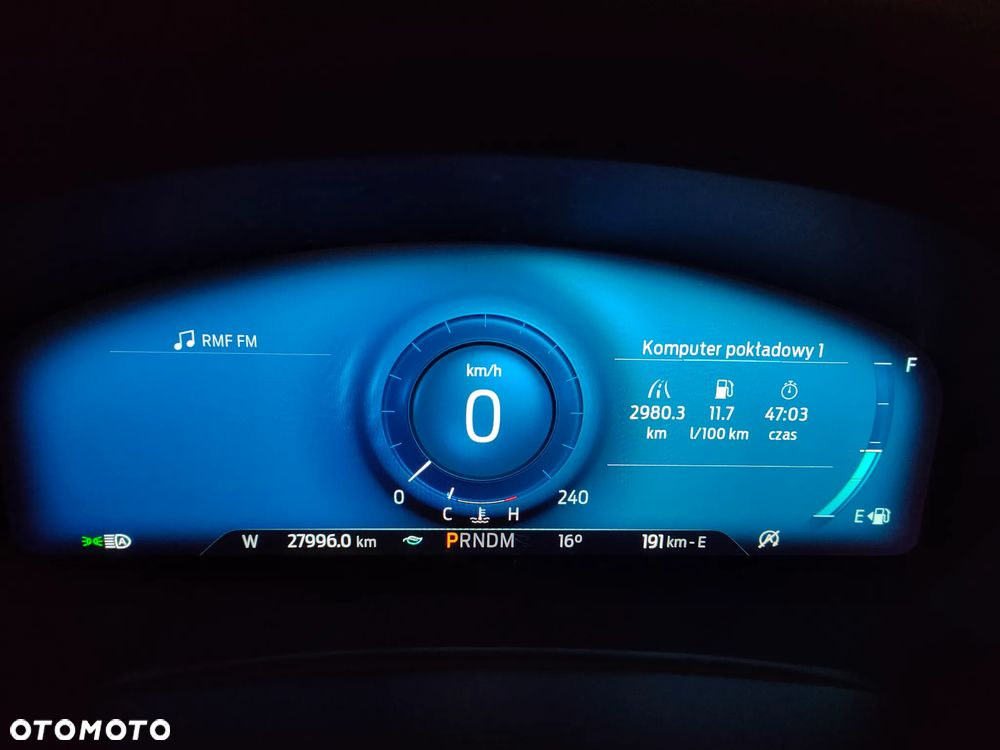 RMF FM
km/h
0
0
240
C H
Komputer pokładowy 1
2980.3 11.7 47:03
km l/100 km czas
F
E
W 27996.0 km PRNDM 16° 191 km - E
A
A
OTOMOTO